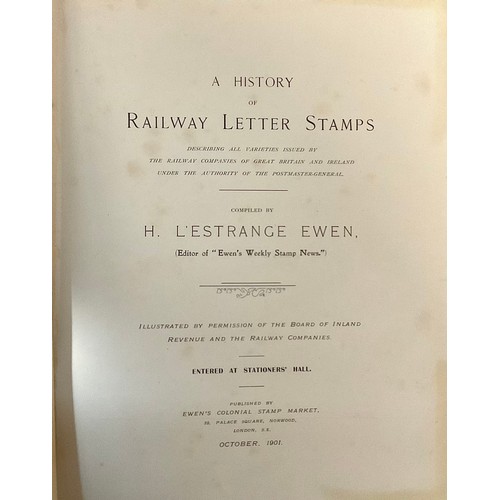 A HISTORY
OF
RAILWAY LETTER STAMPS
DESCRIBING ALL VARIETIES ISSUED BY
THE RAILWAY COMPANIES OF GREAT BRITAIN AND IRELAND
UNDER THE AUTHORITY OF THE POSTMASTER-GENERAL.
COMPILED BY
H. L'ESTRANGE EWEN,
(Editor of "Ewen's Weekly Stamp News.")
ILLUSTRATED BY PERMISSION OF THE BOARD OF INLAND
REVENUE AND THE RAILWAY COMPANIES.
ENTERED AT STATIONERS' HALL.
PUBLISHED BY
EWEN'S COLONIAL STAMP MARKET,
PALACE SQUARE, NORWOOD,
LONDON, S.E.
OCTOBER, 1901.